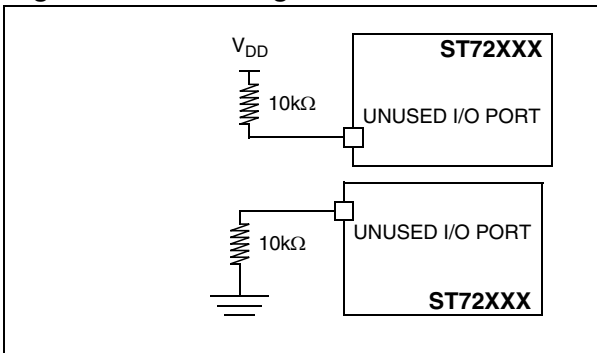 V_DD
ST72XXX
10kΩ
UNUSED I/O PORT
UNUSED I/O PORT
10kΩ
ST72XXX